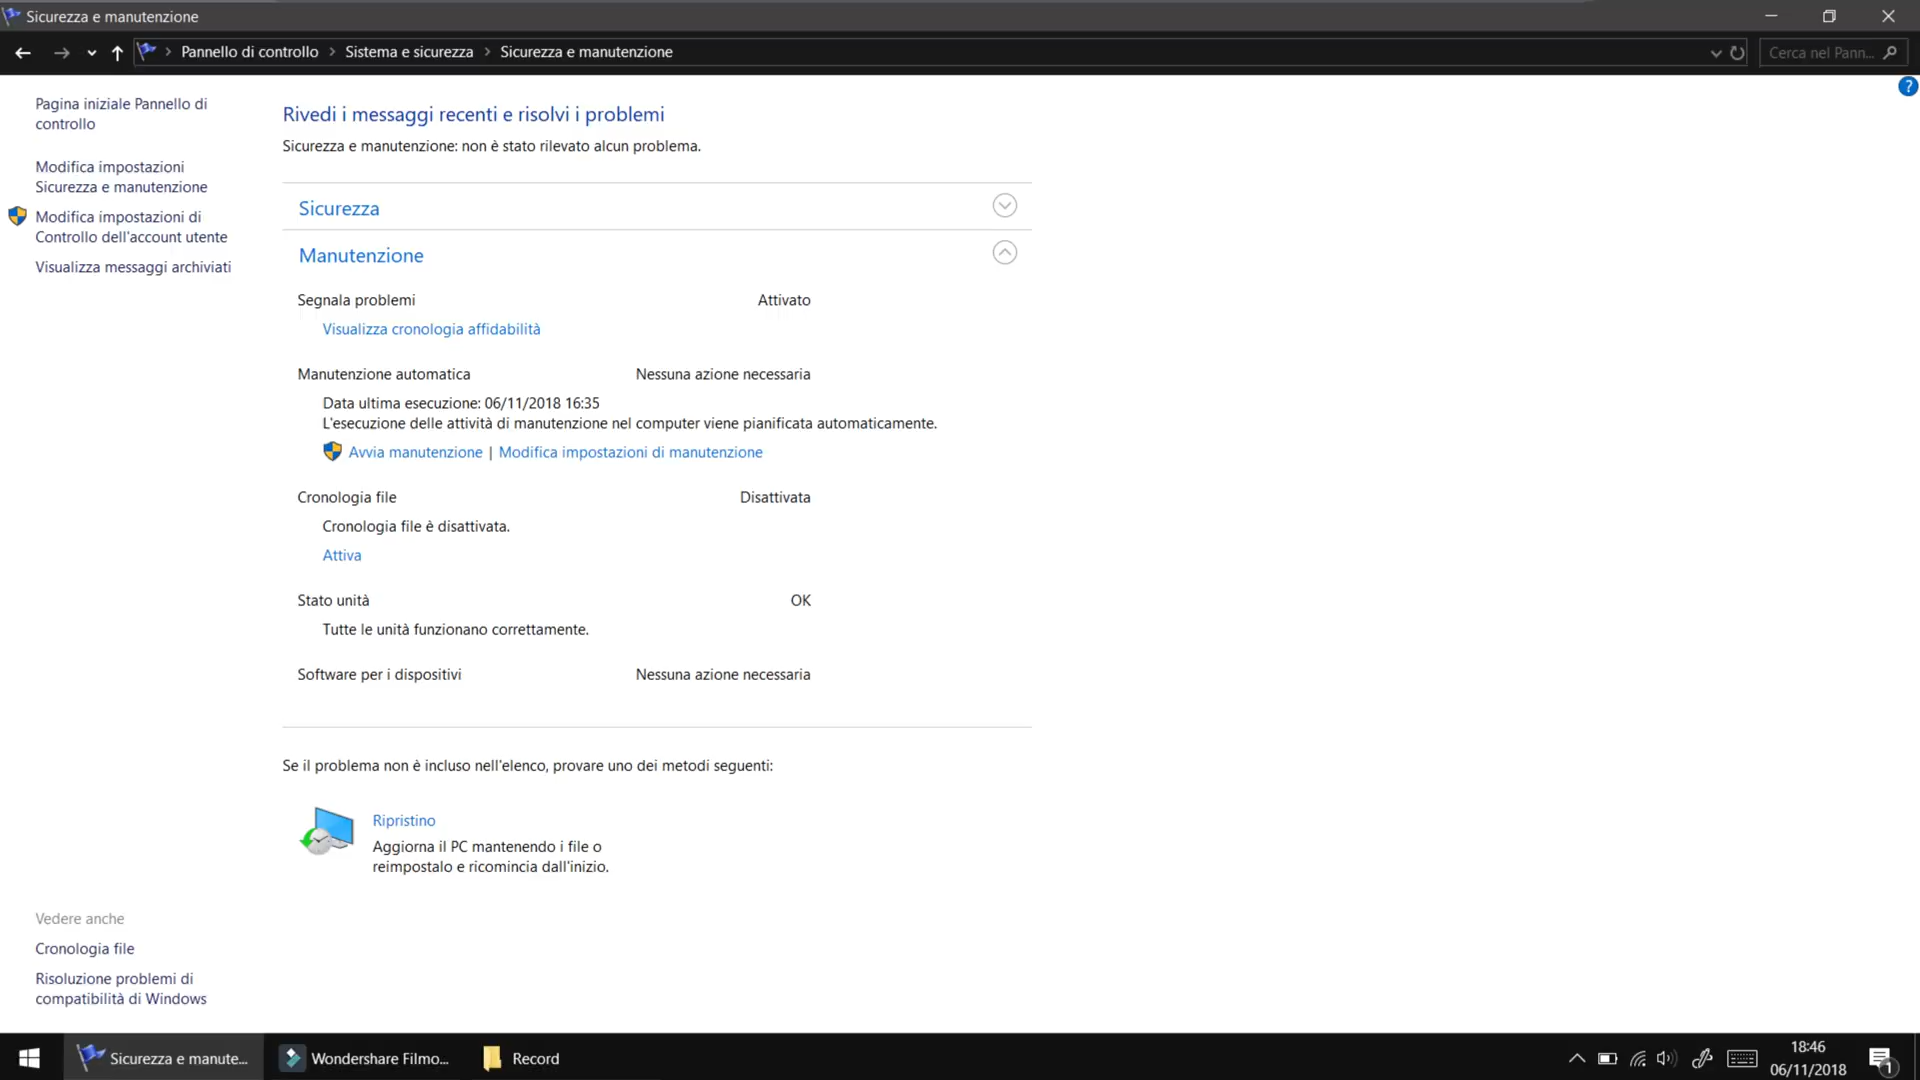 Sicurezza e manutenzione
Pannello di controllo > Sistema e sicurezza > Sicurezza e manutenzione
Cerca nel Pann...
?
Pagina iniziale Pannello di
controllo
Modifica impostazioni
Sicurezza e manutenzione
Modifica impostazioni di
Controllo dell'account utente
Visualizza messaggi archiviati
Rivedi i messaggi recenti e risolvi i problemi
Sicurezza e manutenzione: non è stato rilevato alcun problema.
Sicurezza
Manutenzione
Segnala problemi Attivato
Visualizza cronologia affidabilità
Manutenzione automatica Nessuna azione necessaria
Data ultima esecuzione: 06/11/2018 16:35
L'esecuzione delle attività di manutenzione nel computer viene pianificata automaticamente.
Avvia manutenzione | Modifica impostazioni di manutenzione
Cronologia file Disattivata
Cronologia file è disattivata.
Attiva
Stato unità OK
Tutte le unità funzionano correttamente.
Software per i dispositivi Nessuna azione necessaria
Se il problema non è incluso nell'elenco, provare uno dei metodi seguenti:
Ripristino
Aggiorna il PC mantenendo i file o
reimpostalo e ricomincia dall'inizio.
Vedere anche
Cronologia file
Risoluzione problemi di
compatibilità di Windows
Sicurezza e manute...
Wondershare Filmo...
Record
18:46
06/11/2018
1